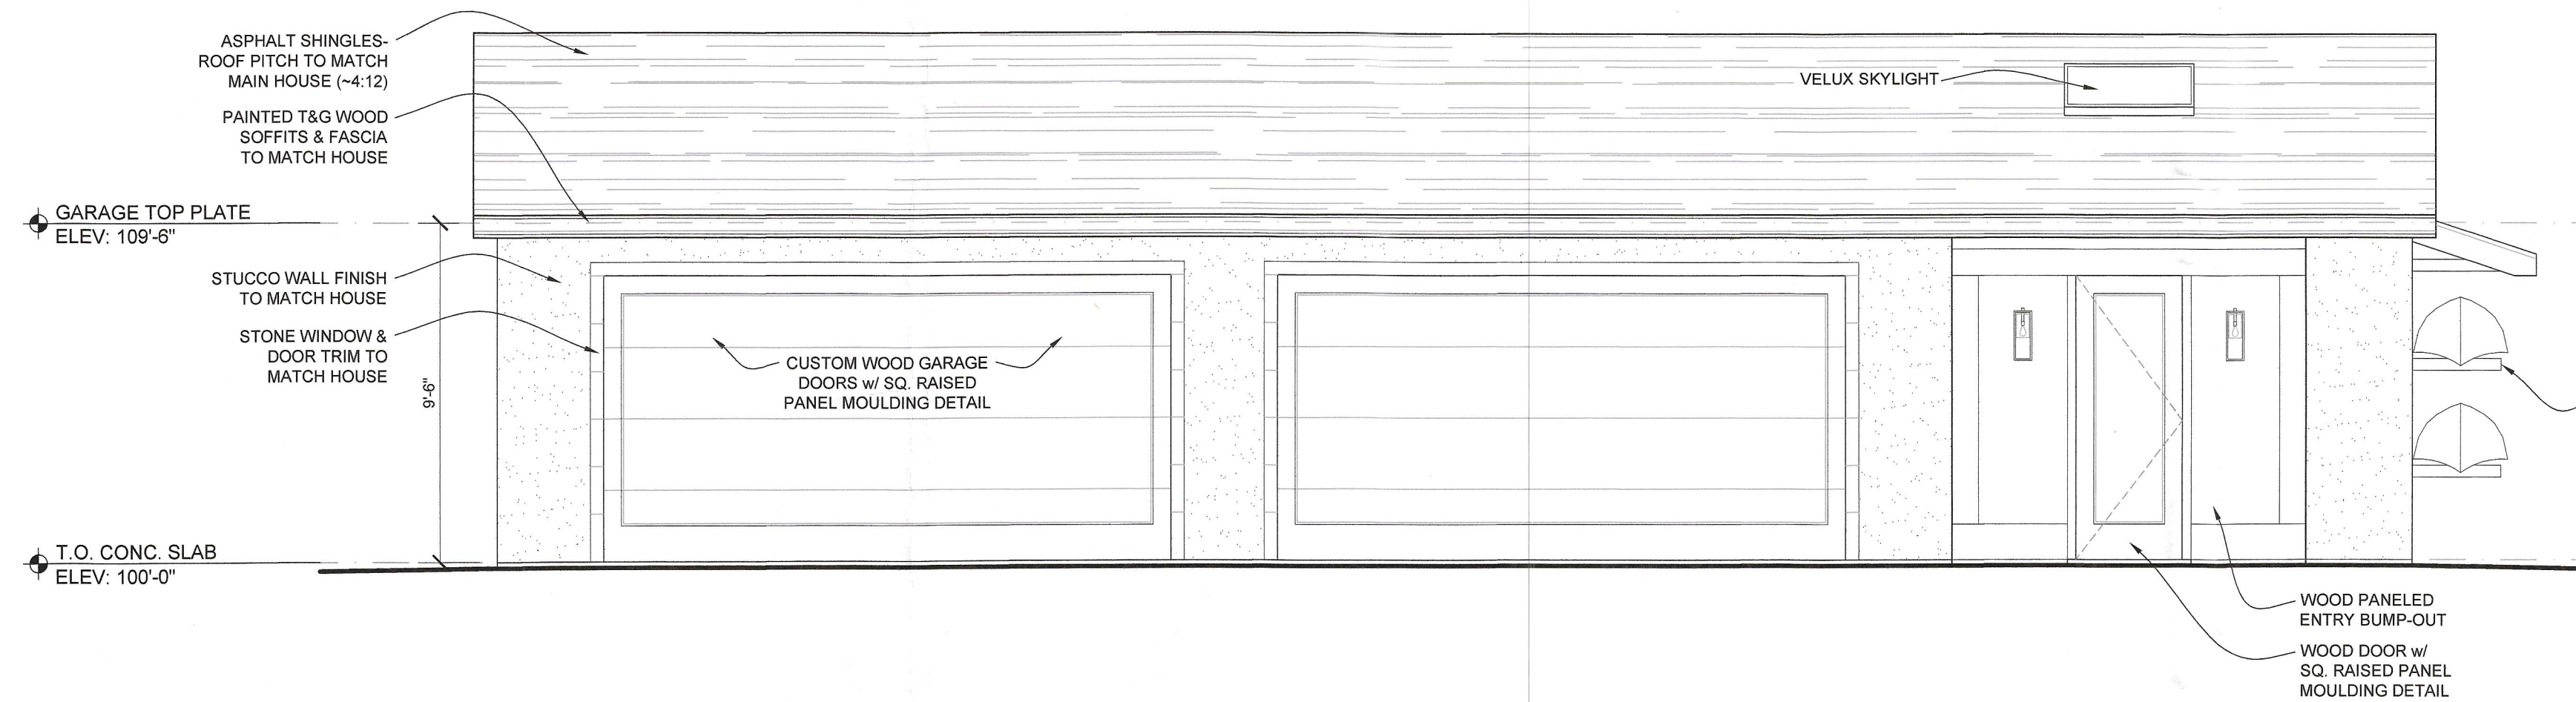 ASPHALT SHINGLES-
ROOF PITCH TO MATCH
MAIN HOUSE (~4:12)
PAINTED T&G WOOD
SOFFITS & FASCIA
TO MATCH HOUSE
VELUX SKYLIGHT
GARAGE TOP PLATE
ELEV: 109'-6"
STUCCO WALL FINISH
TO MATCH HOUSE
STONE WINDOW &
DOOR TRIM TO
MATCH HOUSE
9'-6"
CUSTOM WOOD GARAGE
DOORS w/ SQ. RAISED
PANEL MOULDING DETAIL
T.O. CONC. SLAB
ELEV: 100'-0"
WOOD PANELED
ENTRY BUMP-OUT
WOOD DOOR w/
SQ. RAISED PANEL
MOULDING DETAIL